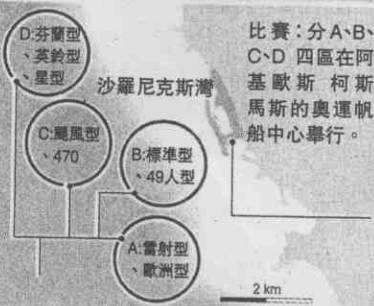 D:芬蘭型
、英鈴型
、星型
沙羅尼克斯灣
比賽：分A、B、
C、D 四區在阿
基歐斯 柯斯
馬斯的奧運帆
船中心舉行。
C:颶風型
、470
B:標準型
、49人型
A:雷射型
、歐洲型
2 km